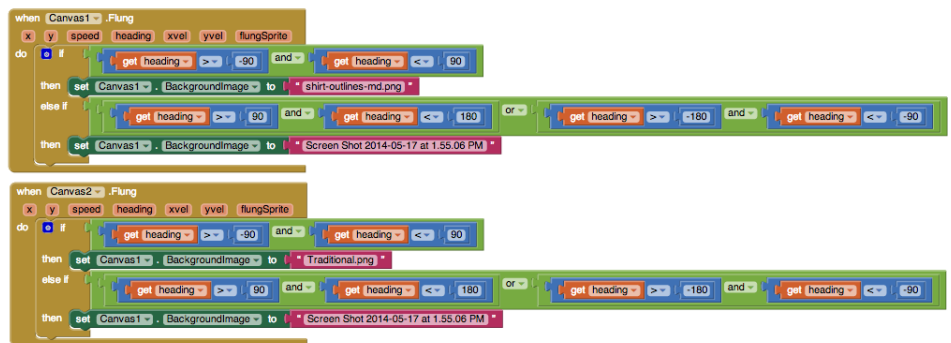 when Canvas1 .Flung
x y speed heading xvel yvel flungSprite
do if get heading > -90 and get heading < 90
then set Canvas1 . BackgroundImage to " shirt-outlines-md.png "
else if get heading > 90 and get heading < 180 or get heading > -180 and get heading < -90
then set Canvas1 . BackgroundImage to " Screen Shot 2014-05-17 at 1.55.06 PM "
when Canvas2 .Flung
x y speed heading xvel yvel flungSprite
do if get heading > -90 and get heading < 90
then set Canvas1 . BackgroundImage to " Traditional.png "
else if get heading > 90 and get heading < 180 or get heading > -180 and get heading < -90
then set Canvas1 . BackgroundImage to " Screen Shot 2014-05-17 at 1.55.06 PM "